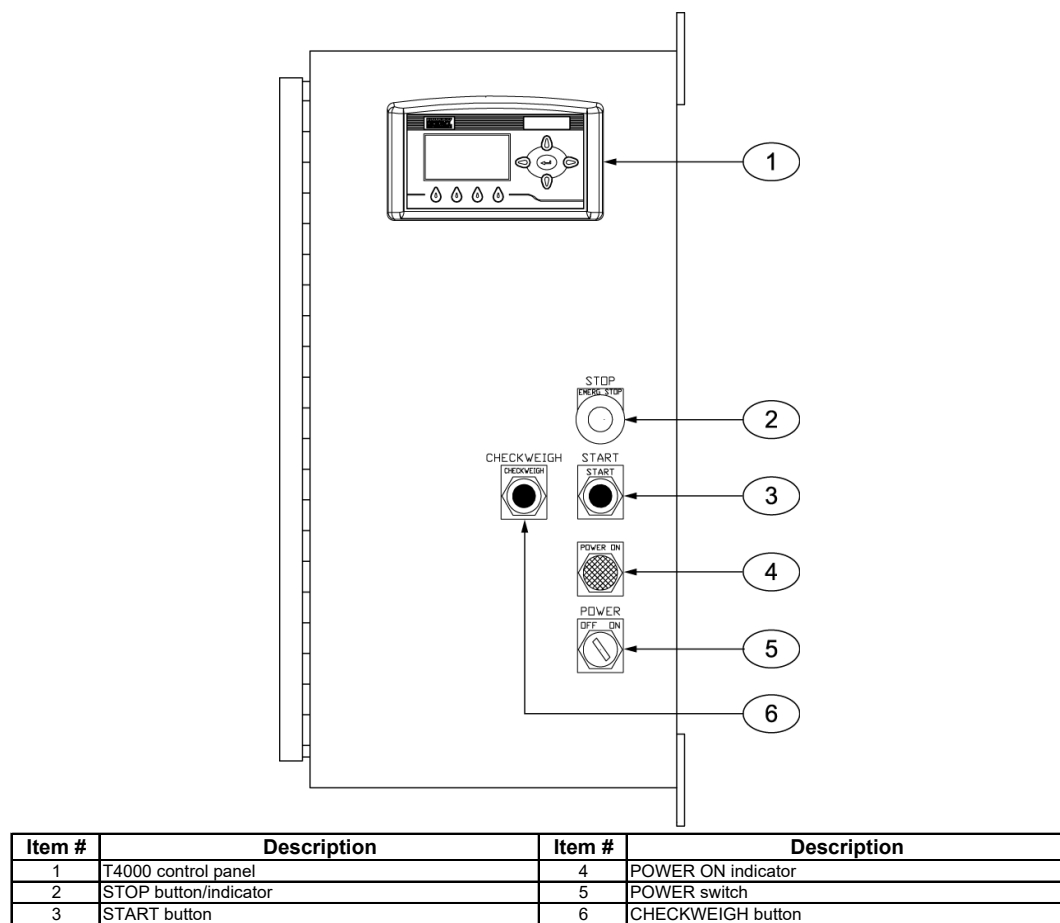 1
STOP
EMERG STOP
2
CHECKWEIGH START
CHECKWEIGH START
3
POWER ON
4
POWER
OFF ON
5
6
Item # Description Item # Description
1 T4000 control panel 4 POWER ON indicator
2 STOP button/indicator 5 POWER switch
3 START button 6 CHECKWEIGH button